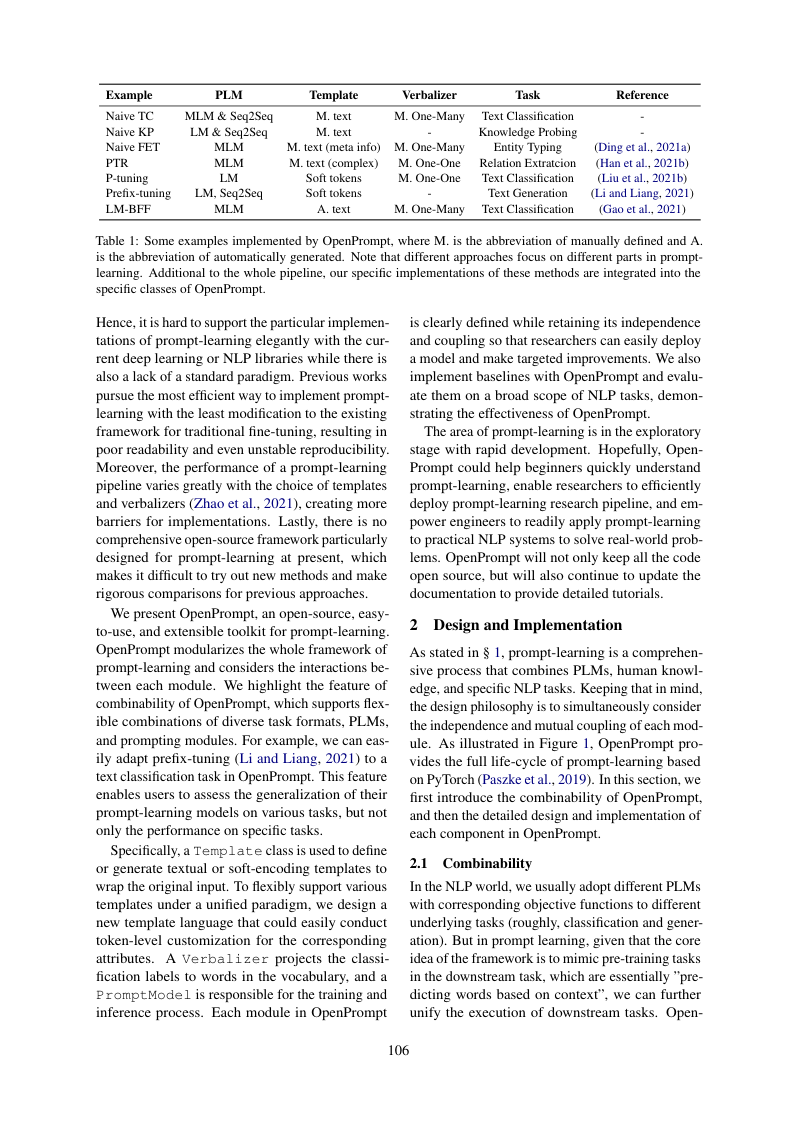 Example PLM Template Verbalizer Task Reference
Naive TC MLM & Seq2Seq M. text M. One-Many Text Classification -
Naive KP LM & Seq2Seq M. text - Knowledge Probing -
Naive FET MLM M. text (meta info) M. One-Many Entity Typing (Ding et al., 2021a)
PTR MLM M. text (complex) M. One-One Relation Extratcion (Han et al., 2021b)
P-tuning LM Soft tokens M. One-One Text Classification (Liu et al., 2021b)
Prefix-tuning LM, Seq2Seq Soft tokens - Text Generation (Li and Liang, 2021)
LM-BFF MLM A. text M. One-Many Text Classification (Gao et al., 2021)
Table 1: Some examples implemented by OpenPrompt, where M. is the abbreviation of manually defined and A.
is the abbreviation of automatically generated. Note that different approaches focus on different parts in prompt-
learning. Additional to the whole pipeline, our specific implementations of these methods are integrated into the
specific classes of OpenPrompt.
Hence, it is hard to support the particular implemen-
tations of prompt-learning elegantly with the cur-
rent deep learning or NLP libraries while there is
also a lack of a standard paradigm. Previous works
pursue the most efficient way to implement prompt-
learning with the least modification to the existing
framework for traditional fine-tuning, resulting in
poor readability and even unstable reproducibility.
Moreover, the performance of a prompt-learning
pipeline varies greatly with the choice of templates
and verbalizers (Zhao et al., 2021), creating more
barriers for implementations. Lastly, there is no
comprehensive open-source framework particularly
designed for prompt-learning at present, which
makes it difficult to try out new methods and make
rigorous comparisons for previous approaches.
We present OpenPrompt, an open-source, easy-
to-use, and extensible toolkit for prompt-learning.
OpenPrompt modularizes the whole framework of
prompt-learning and considers the interactions be-
tween each module. We highlight the feature of
combinability of OpenPrompt, which supports flex-
ible combinations of diverse task formats, PLMs,
and prompting modules. For example, we can eas-
ily adapt prefix-tuning (Li and Liang, 2021) to a
text classification task in OpenPrompt. This feature
enables users to assess the generalization of their
prompt-learning models on various tasks, but not
only the performance on specific tasks.
Specifically, a Template class is used to define
or generate textual or soft-encoding templates to
wrap the original input. To flexibly support various
templates under a unified paradigm, we design a
new template language that could easily conduct
token-level customization for the corresponding
attributes. A Verbalizer projects the classi-
fication labels to words in the vocabulary, and a
PromptModel is responsible for the training and
inference process. Each module in OpenPrompt
is clearly defined while retaining its independence
and coupling so that researchers can easily deploy
a model and make targeted improvements. We also
implement baselines with OpenPrompt and evalu-
ate them on a broad scope of NLP tasks, demon-
strating the effectiveness of OpenPrompt.
The area of prompt-learning is in the exploratory
stage with rapid development. Hopefully, Open-
Prompt could help beginners quickly understand
prompt-learning, enable researchers to efficiently
deploy prompt-learning research pipeline, and em-
power engineers to readily apply prompt-learning
to practical NLP systems to solve real-world prob-
lems. OpenPrompt will not only keep all the code
open source, but will also continue to update the
documentation to provide detailed tutorials.
2 Design and Implementation
As stated in § 1, prompt-learning is a comprehen-
sive process that combines PLMs, human knowl-
edge, and specific NLP tasks. Keeping that in mind,
the design philosophy is to simultaneously consider
the independence and mutual coupling of each mod-
ule. As illustrated in Figure 1, OpenPrompt pro-
vides the full life-cycle of prompt-learning based
on PyTorch (Paszke et al., 2019). In this section, we
first introduce the combinability of OpenPrompt,
and then the detailed design and implementation of
each component in OpenPrompt.
2.1 Combinability
In the NLP world, we usually adopt different PLMs
with corresponding objective functions to different
underlying tasks (roughly, classification and gener-
ation). But in prompt learning, given that the core
idea of the framework is to mimic pre-training tasks
in the downstream task, which are essentially ”pre-
dicting words based on context”, we can further
unify the execution of downstream tasks. Open-
106